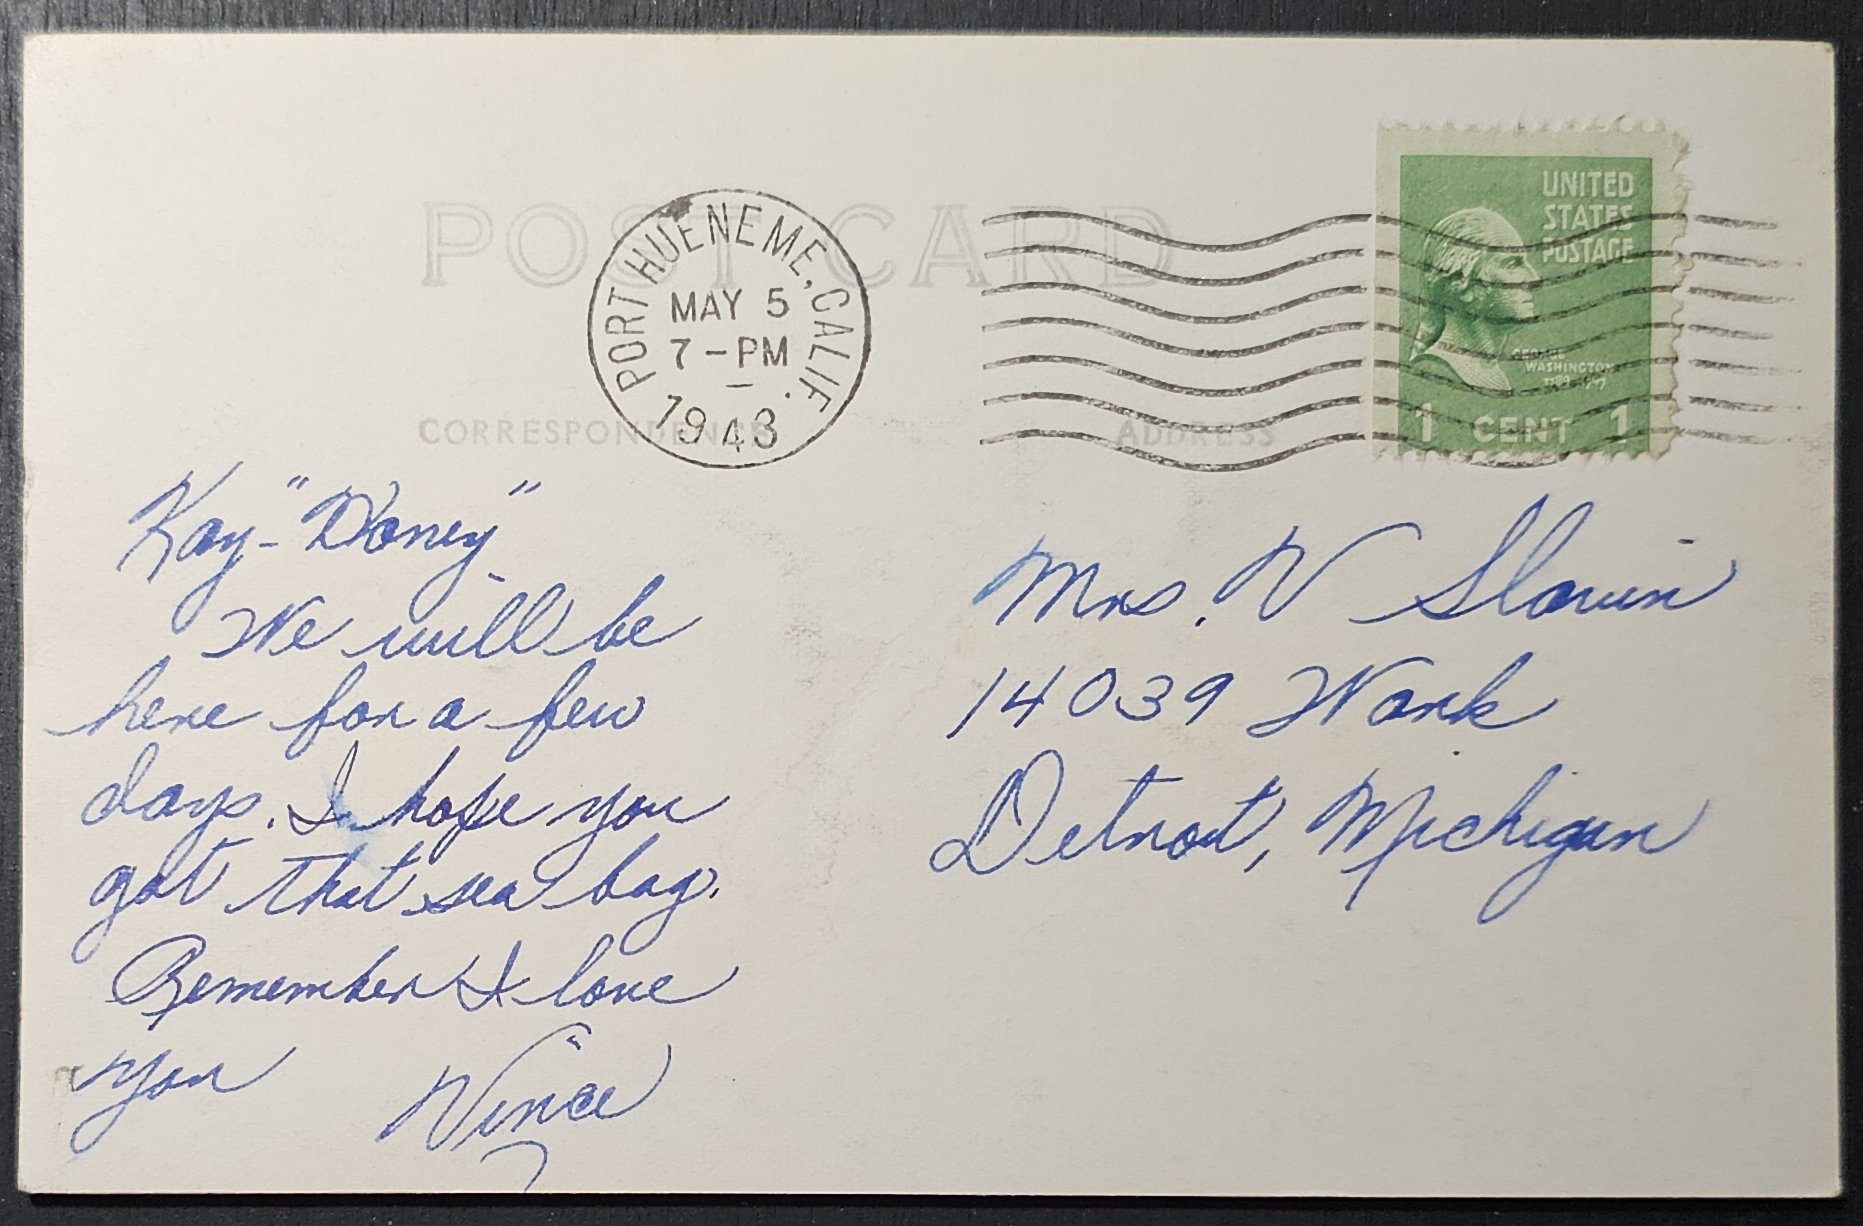 POST CARD
PORT HUENEME, CALIF.
MAY 5
7-PM
1943
UNITED
STATES
POSTAGE
GEORGE
WASHINGTON
1 CENT 1
CORRESPONDENCE
ADDRESS
Kay - "Honey"
We will be
here for a few
days. I hope you
got that sea bag.
Remember I love
you
Vince
Mrs. V Slavin
14039 Wark
Detroit, Michigan